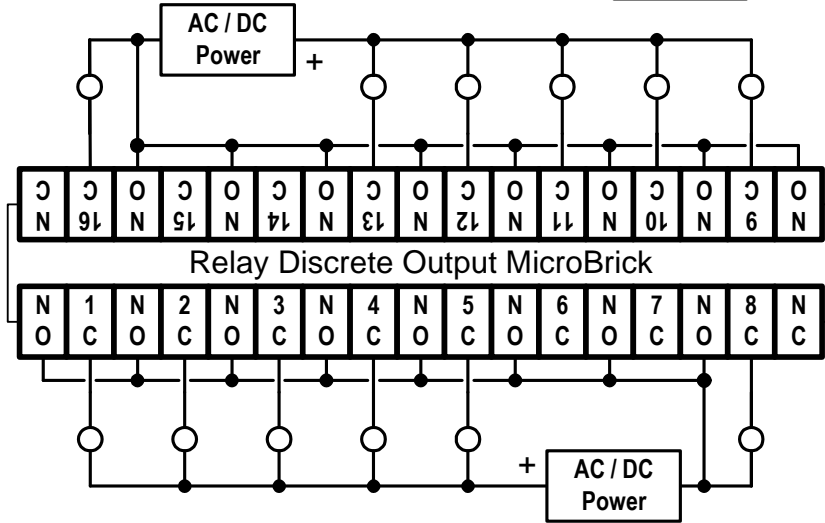 AC / DC
Power
+
C C O C O C O C O C O C O C O C O
N 16 N 15 N 14 N 13 N 12 N 11 N 10 N 9 N
Relay Discrete Output MicroBrick
N 1 N 2 N 3 N 4 N 5 N 6 N 7 N 8 N
O C O C O C O C O C O C O C O C C
+
AC / DC
Power